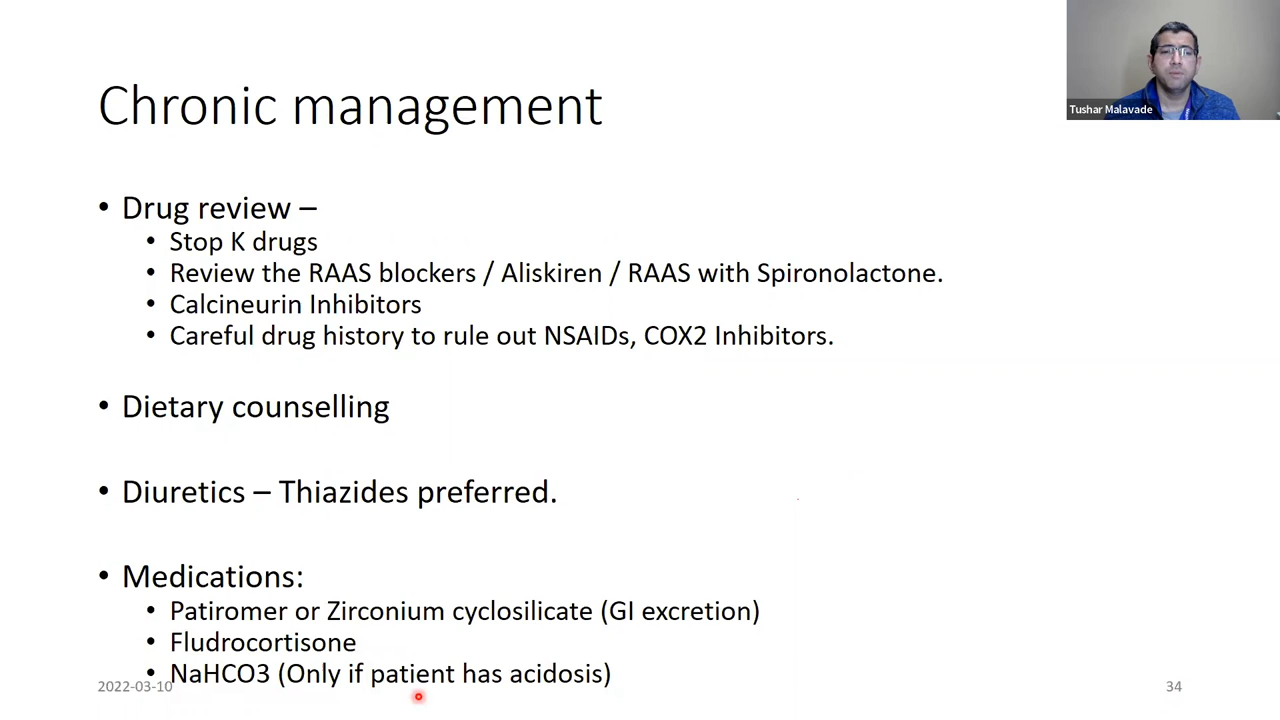 Tushar Malavade
Chronic management
• Drug review –
• Stop K drugs
• Review the RAAS blockers / Aliskiren / RAAS with Spironolactone.
• Calcineurin Inhibitors
• Careful drug history to rule out NSAIDs, COX2 Inhibitors.
• Dietary counselling
• Diuretics – Thiazides preferred.
• Medications:
• Patiromer or Zirconium cyclosilicate (GI excretion)
• Fludrocortisone
• NaHCO3 (Only if patient has acidosis)
2022-03-10
34